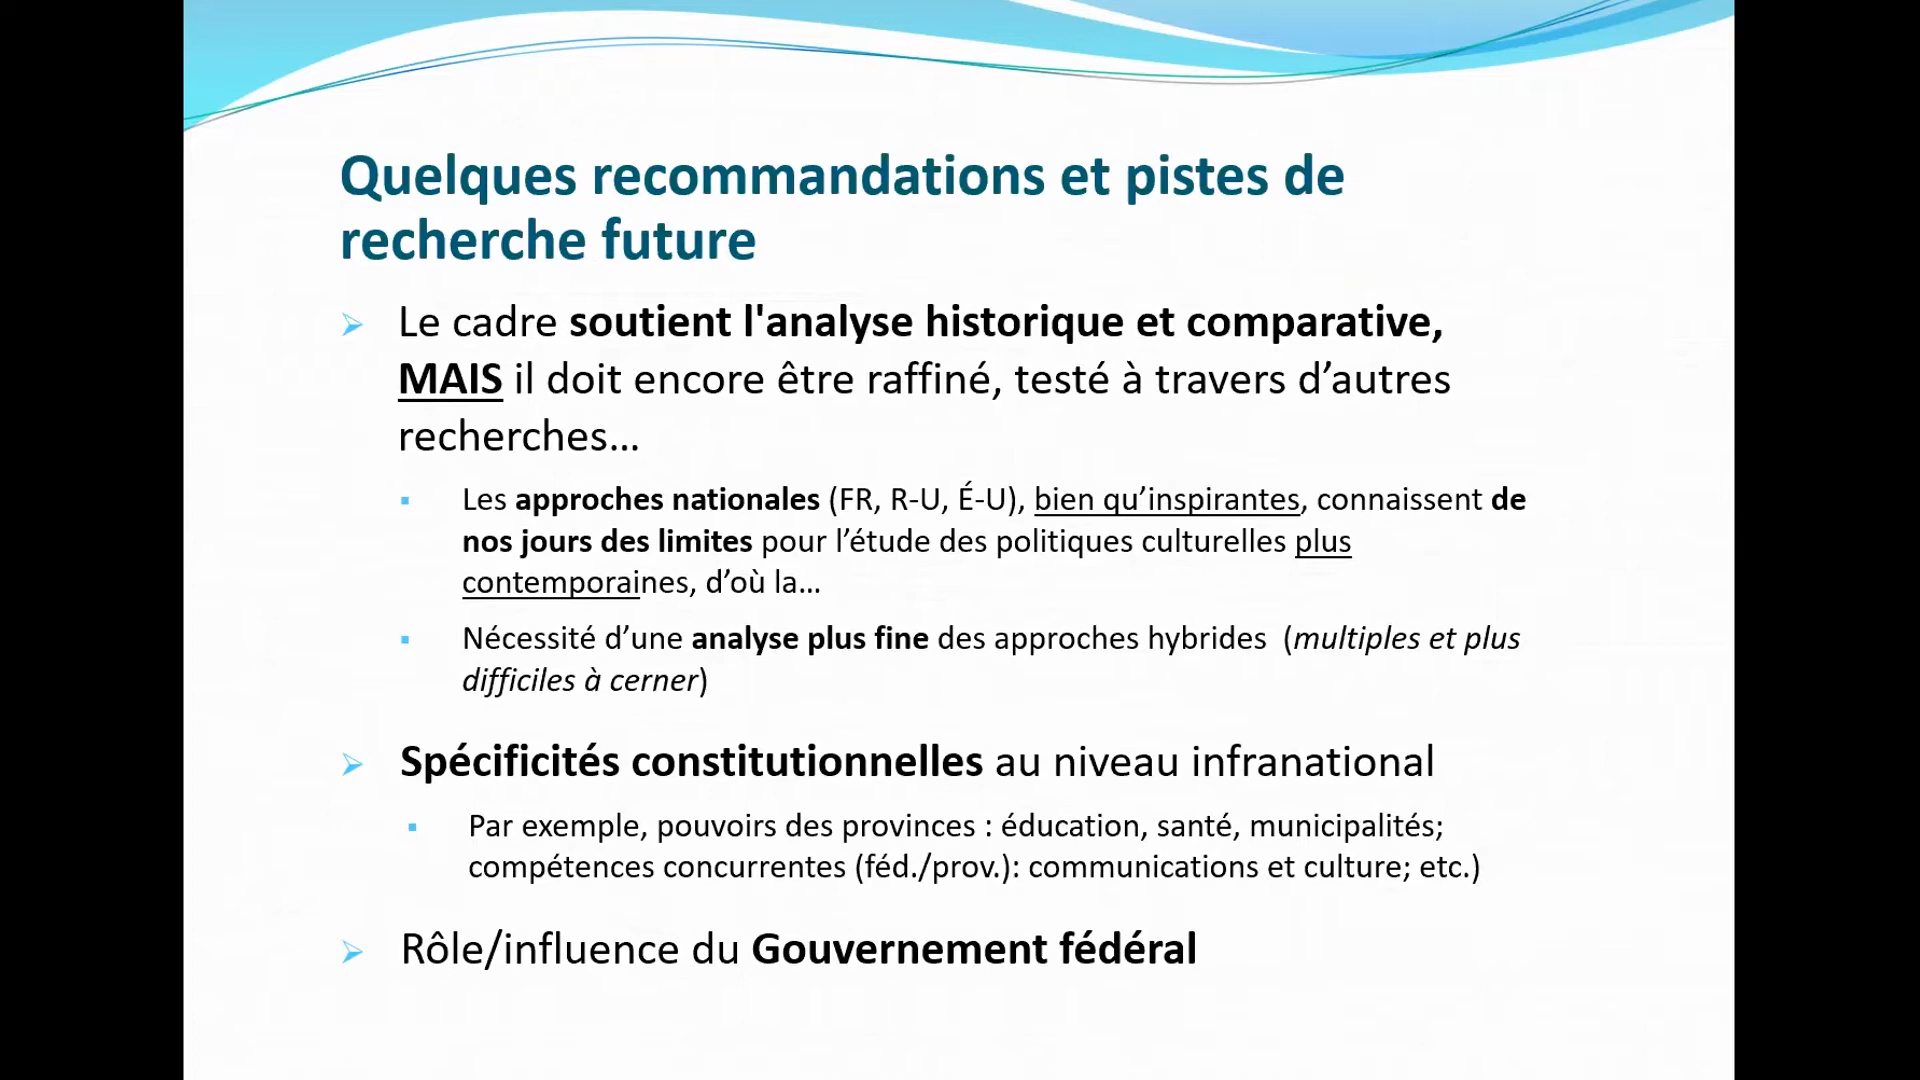 Quelques recommandations et pistes de
recherche future
Le cadre soutient l'analyse historique et comparative,
MAIS il doit encore être raffiné, testé à travers d’autres
recherches…
Les approches nationales (FR, R-U, É-U), bien qu’inspirantes, connaissent de
nos jours des limites pour l’étude des politiques culturelles plus
contemporaines, d’où la…
Nécessité d’une analyse plus fine des approches hybrides (multiples et plus
difficiles à cerner)
Spécificités constitutionnelles au niveau infranational
Par exemple, pouvoirs des provinces : éducation, santé, municipalités;
compétences concurrentes (féd./prov.): communications et culture; etc.)
Rôle/influence du Gouvernement fédéral